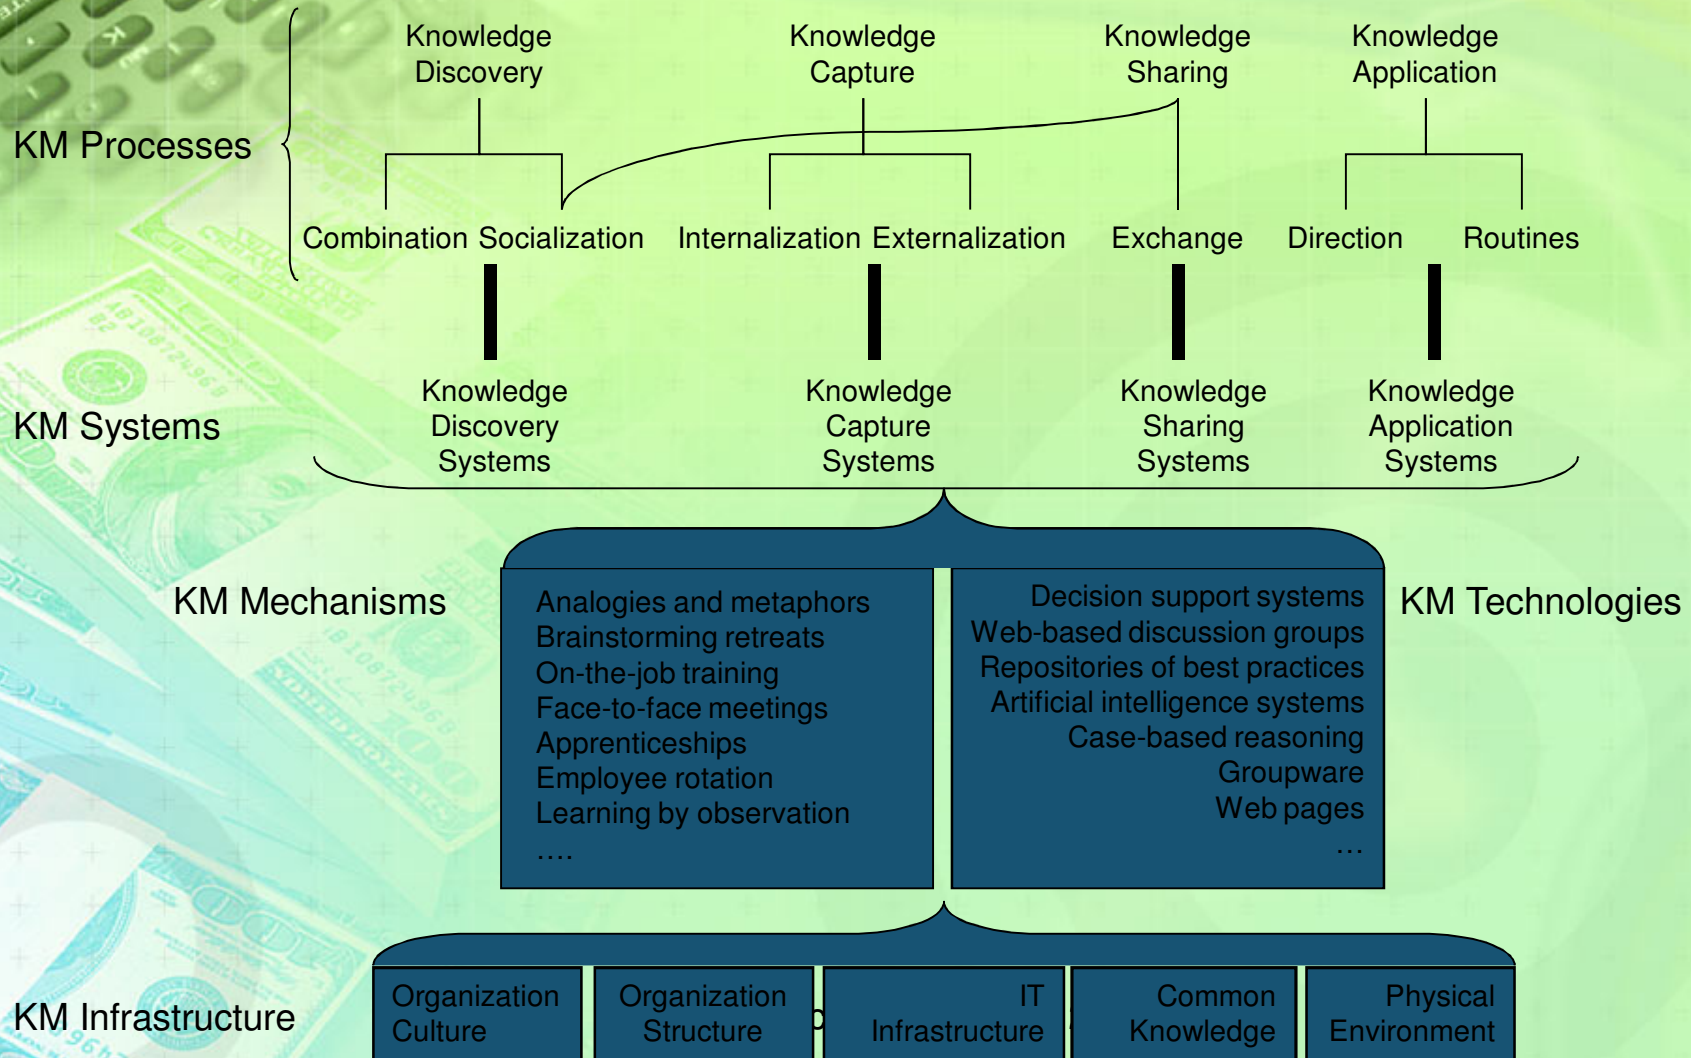 Knowledge Discovery
Knowledge Capture
Knowledge Sharing
Knowledge Application
KM Processes
Combination Socialization Internalization Externalization Exchange Direction Routines
KM Systems
Knowledge Discovery Systems
Knowledge Capture Systems
Knowledge Sharing Systems
Knowledge Application Systems
KM Mechanisms
Analogies and metaphors
Brainstorming retreats
On-the-job training
Face-to-face meetings
Apprenticeships
Employee rotation
Learning by observation
….
KM Technologies
Decision support systems
Web-based discussion groups
Repositories of best practices
Artificial intelligence systems
Case-based reasoning
Groupware
Web pages
…
KM Infrastructure
Organization Culture
Organization Structure
IT Infrastructure
Common Knowledge
Physical Environment